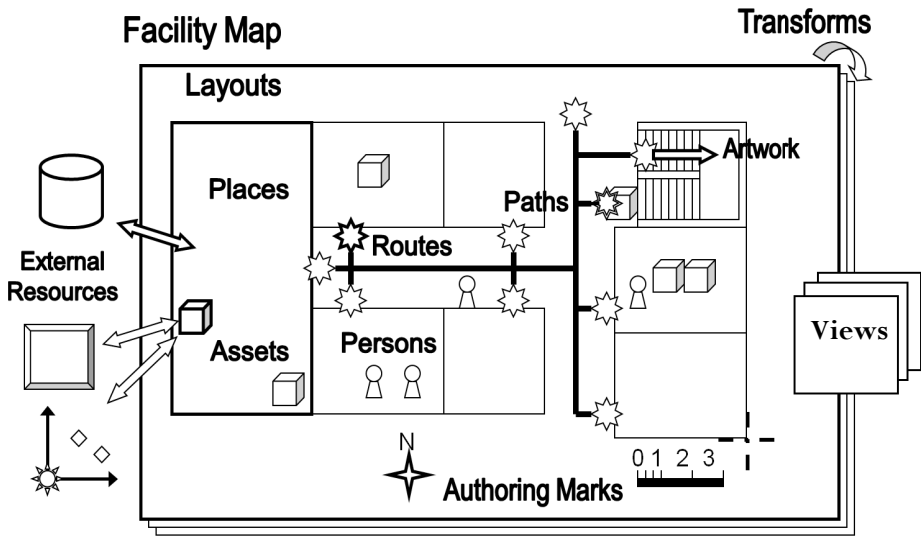 Facility Map
Transforms
Layouts
Artwork
Places
Paths
Routes
External
Resources
Views
Assets
Persons
N
0 1 2 3
Authoring Marks